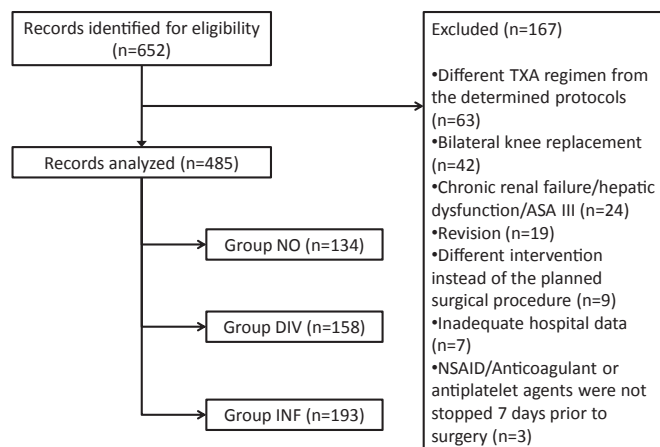 Records identified for eligibility
(n=652)
Excluded (n=167)
•Different TXA regimen from
the determined protocols
(n=63)
•Bilateral knee replacement
(n=42)
•Chronic renal failure/hepatic
dysfunction/ASA III (n=24)
•Revision (n=19)
•Different intervention
instead of the planned
surgical procedure (n=9)
•Inadequate hospital data
(n=7)
•NSAID/Anticoagulant or
antiplatelet agents were not
stopped 7 days prior to
surgery (n=3)
Records analyzed (n=485)
Group NO (n=134)
Group DIV (n=158)
Group INF (n=193)